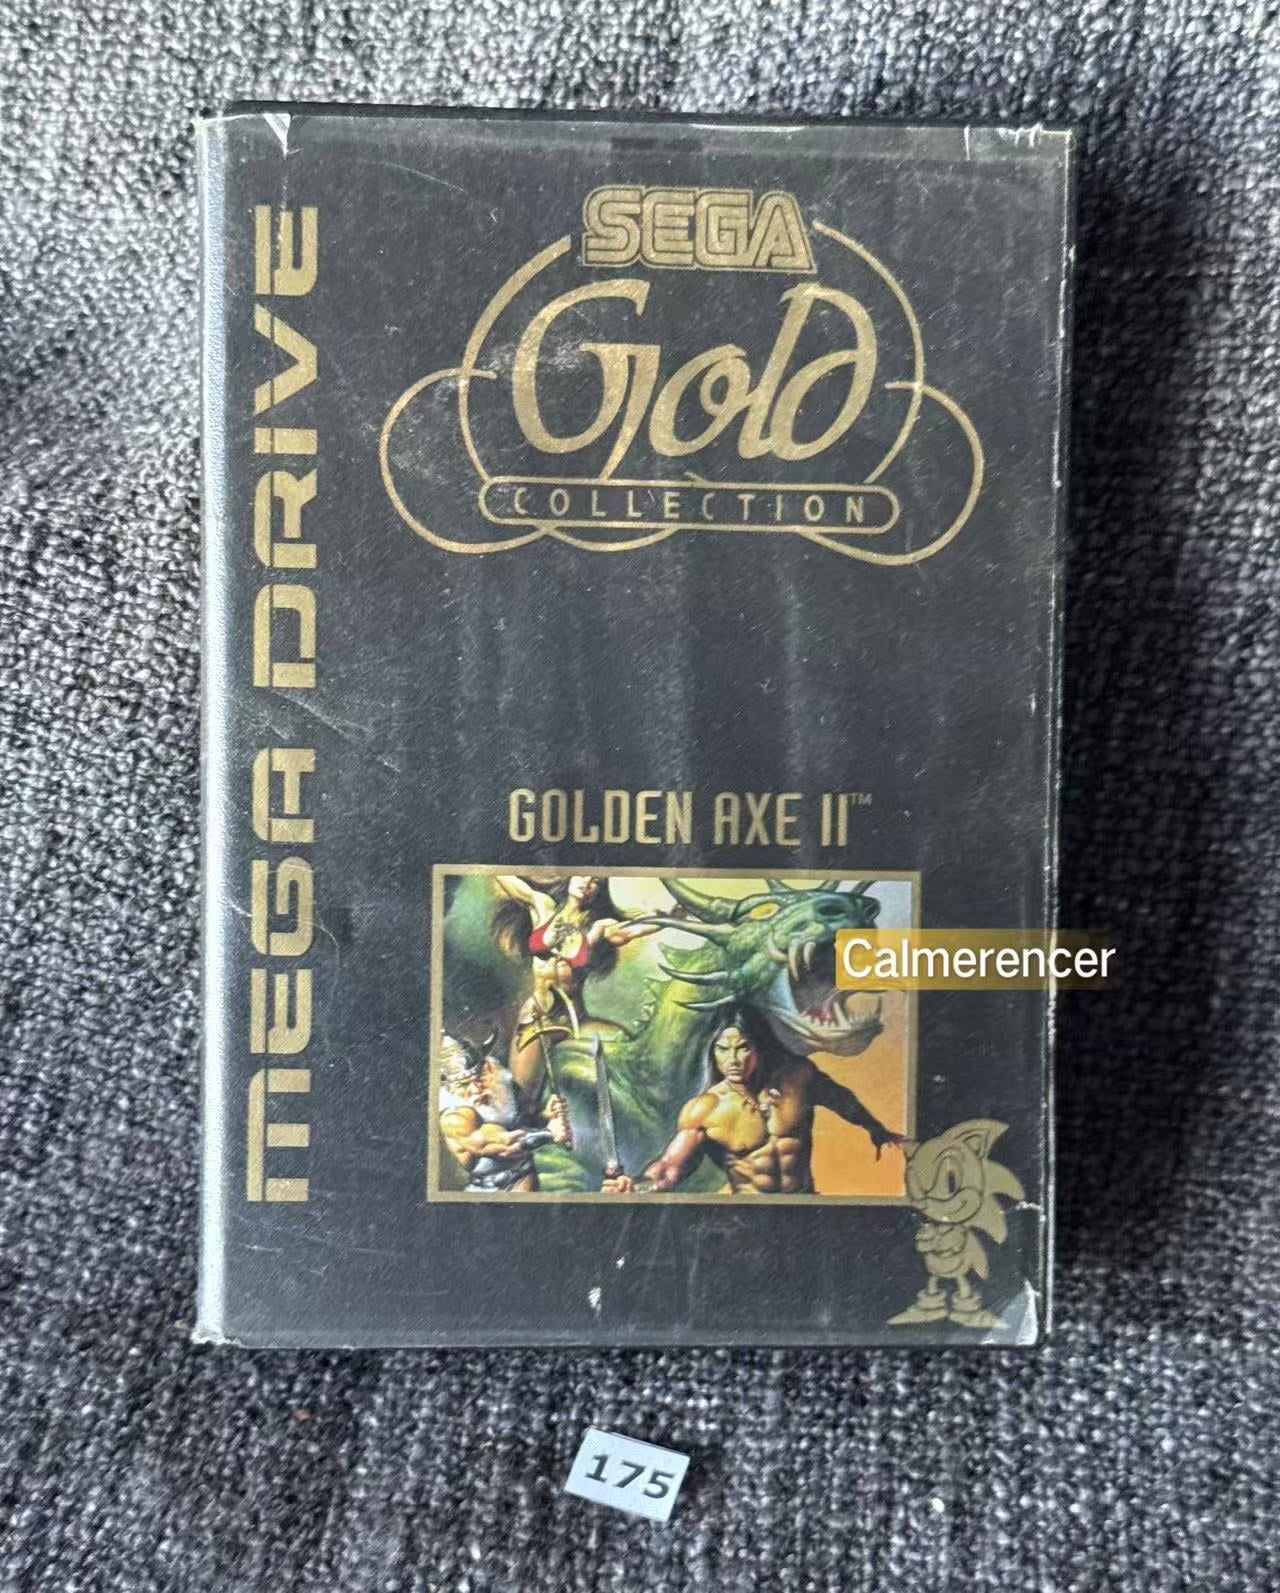 MEGA DRIVE
SEGA
Gold
COLLECTION
GOLDEN AXE II™
Calmerencer
175